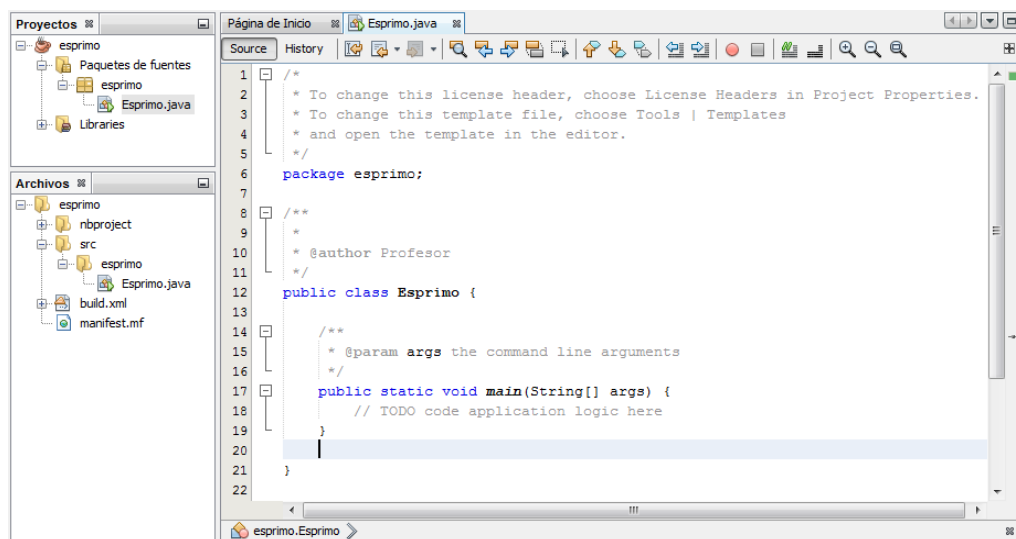 Proyectos
esprimo
Paquetes de fuentes
esprimo
Esprimo.java
Libraries
Archivos
esprimo
nbproject
src
esprimo
Esprimo.java
build.xml
manifest.mf
Página de Inicio Esprimo.java
Source History
1 /*
2 * To change this license header, choose License Headers in Project Properties.
3 * To change this template file, choose Tools | Templates
4 * and open the template in the editor.
5 */
6 package esprimo;
7
8 /**
9 *
10 * @author Profesor
11 */
12 public class Esprimo {
13
14 /**
15 * @param args the command line arguments
16 */
17 public static void main(String[] args) {
18 // TODO code application logic here
19 }
20
21 }
22
esprimo.Esprimo